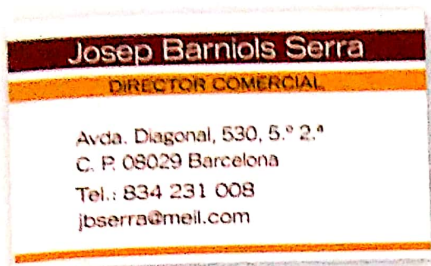 Josep Barniols Serra
DIRECTOR COMERCIAL
Avda. Diagonal, 530, 5.º 2.ª
C. P. 08029 Barcelona
Tel.: 834 231 008
jbserra@meil.com